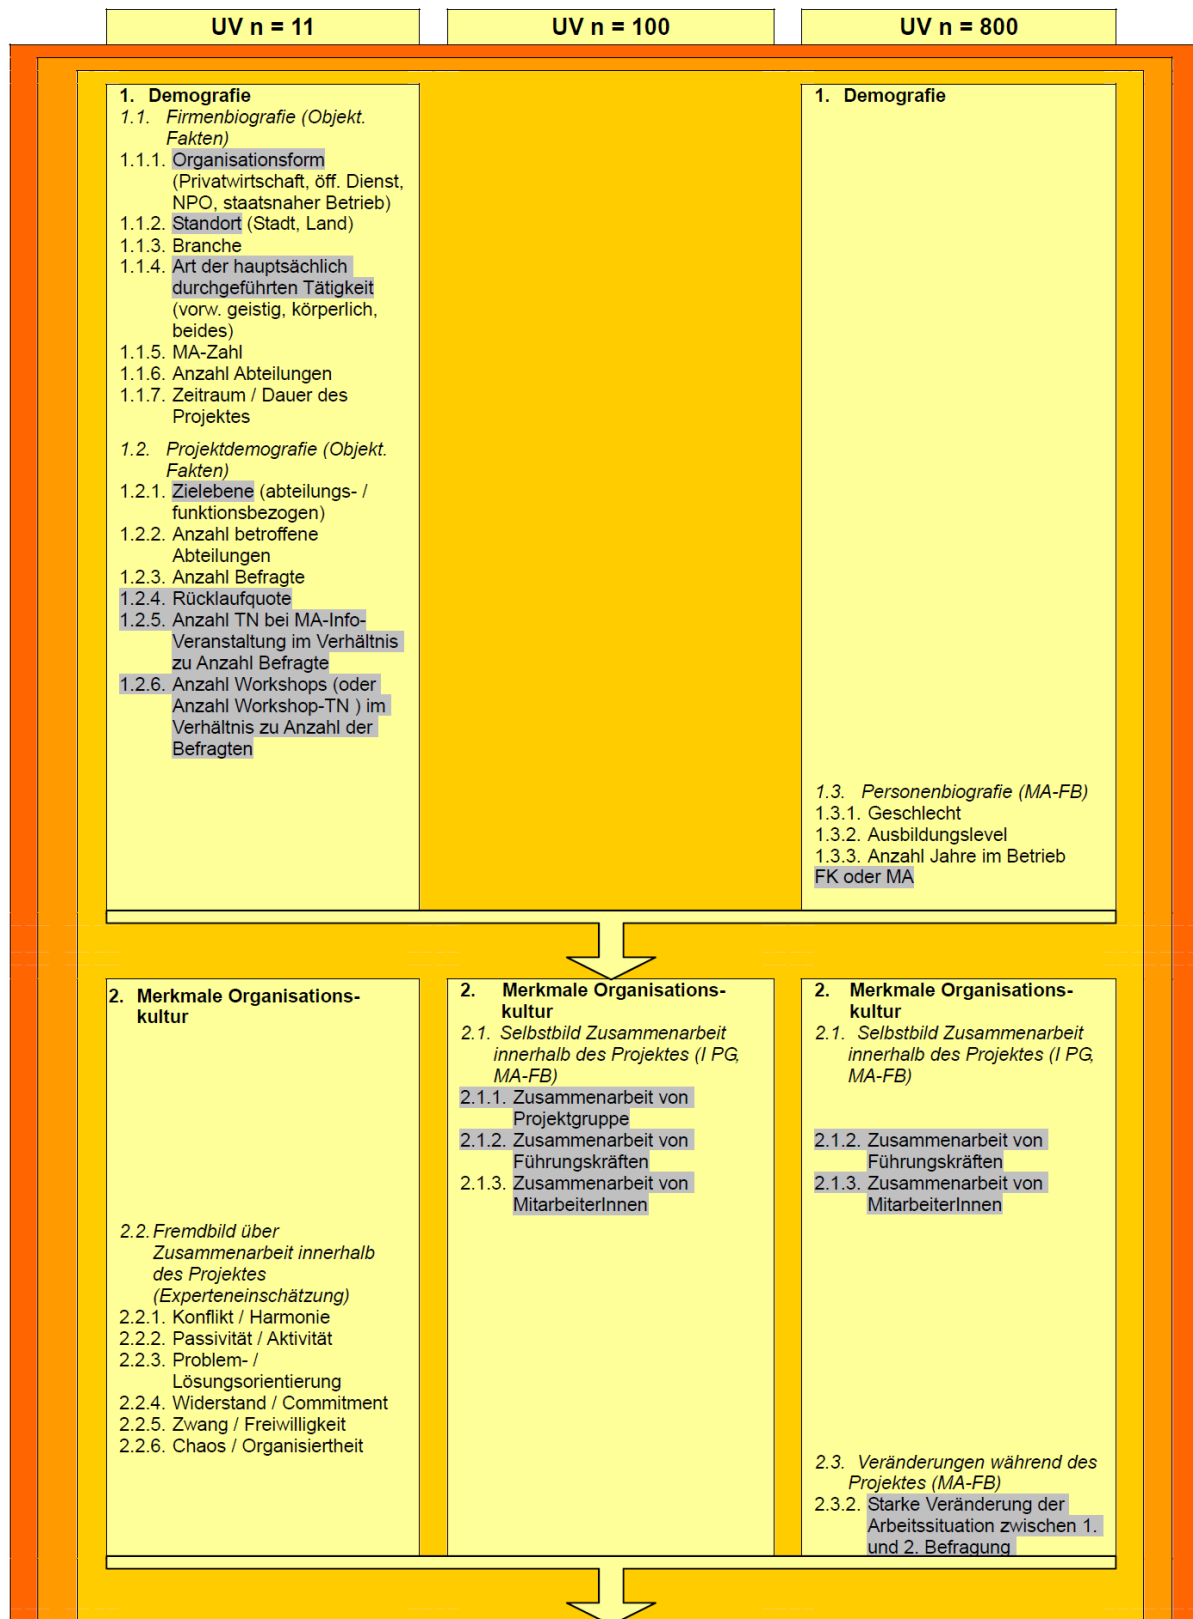 UV n = 11
UV n = 100
UV n = 800
1. Demografie
1.1. Firmenbiografie (Objekt.
Fakten)
1.1.1. Organisationsform
(Privatwirtschaft, öff. Dienst,
NPO, staatsnaher Betrieb)
1.1.2. Standort (Stadt, Land)
1.1.3. Branche
1.1.4. Art der hauptsächlich
durchgeführten Tätigkeit
(vorw. geistig, körperlich,
beides)
1.1.5. MA-Zahl
1.1.6. Anzahl Abteilungen
1.1.7. Zeitraum / Dauer des
Projektes
1.2. Projektdemografie (Objekt.
Fakten)
1.2.1. Zielebene (abteilungs- /
funktionsbezogen)
1.2.2. Anzahl betroffene
Abteilungen
1.2.3. Anzahl Befragte
1.2.4. Rücklaufquote
1.2.5. Anzahl TN bei MA-Info-
Veranstaltung im Verhältnis
zu Anzahl Befragte
1.2.6. Anzahl Workshops (oder
Anzahl Workshop-TN ) im
Verhältnis zu Anzahl der
Befragten
1. Demografie
1.3. Personenbiografie (MA-FB)
1.3.1. Geschlecht
1.3.2. Ausbildungslevel
1.3.3. Anzahl Jahre im Betrieb
FK oder MA
2. Merkmale Organisations-
kultur
2.2. Fremdbild über
Zusammenarbeit innerhalb
des Projektes
(Experteneinschätzung)
2.2.1. Konflikt / Harmonie
2.2.2. Passivität / Aktivität
2.2.3. Problem- /
Lösungsorientierung
2.2.4. Widerstand / Commitment
2.2.5. Zwang / Freiwilligkeit
2.2.6. Chaos / Organisiertheit
2. Merkmale Organisations-
kultur
2.1. Selbstbild Zusammenarbeit
innerhalb des Projektes (I PG,
MA-FB)
2.1.1. Zusammenarbeit von
Projektgruppe
2.1.2. Zusammenarbeit von
Führungskräften
2.1.3. Zusammenarbeit von
MitarbeiterInnen
2. Merkmale Organisations-
kultur
2.1. Selbstbild Zusammenarbeit
innerhalb des Projektes (I PG,
MA-FB)
2.1.2. Zusammenarbeit von
Führungskräften
2.1.3. Zusammenarbeit von
MitarbeiterInnen
2.3. Veränderungen während des
Projektes (MA-FB)
2.3.2. Starke Veränderung der
Arbeitssituation zwischen 1.
und 2. Befragung